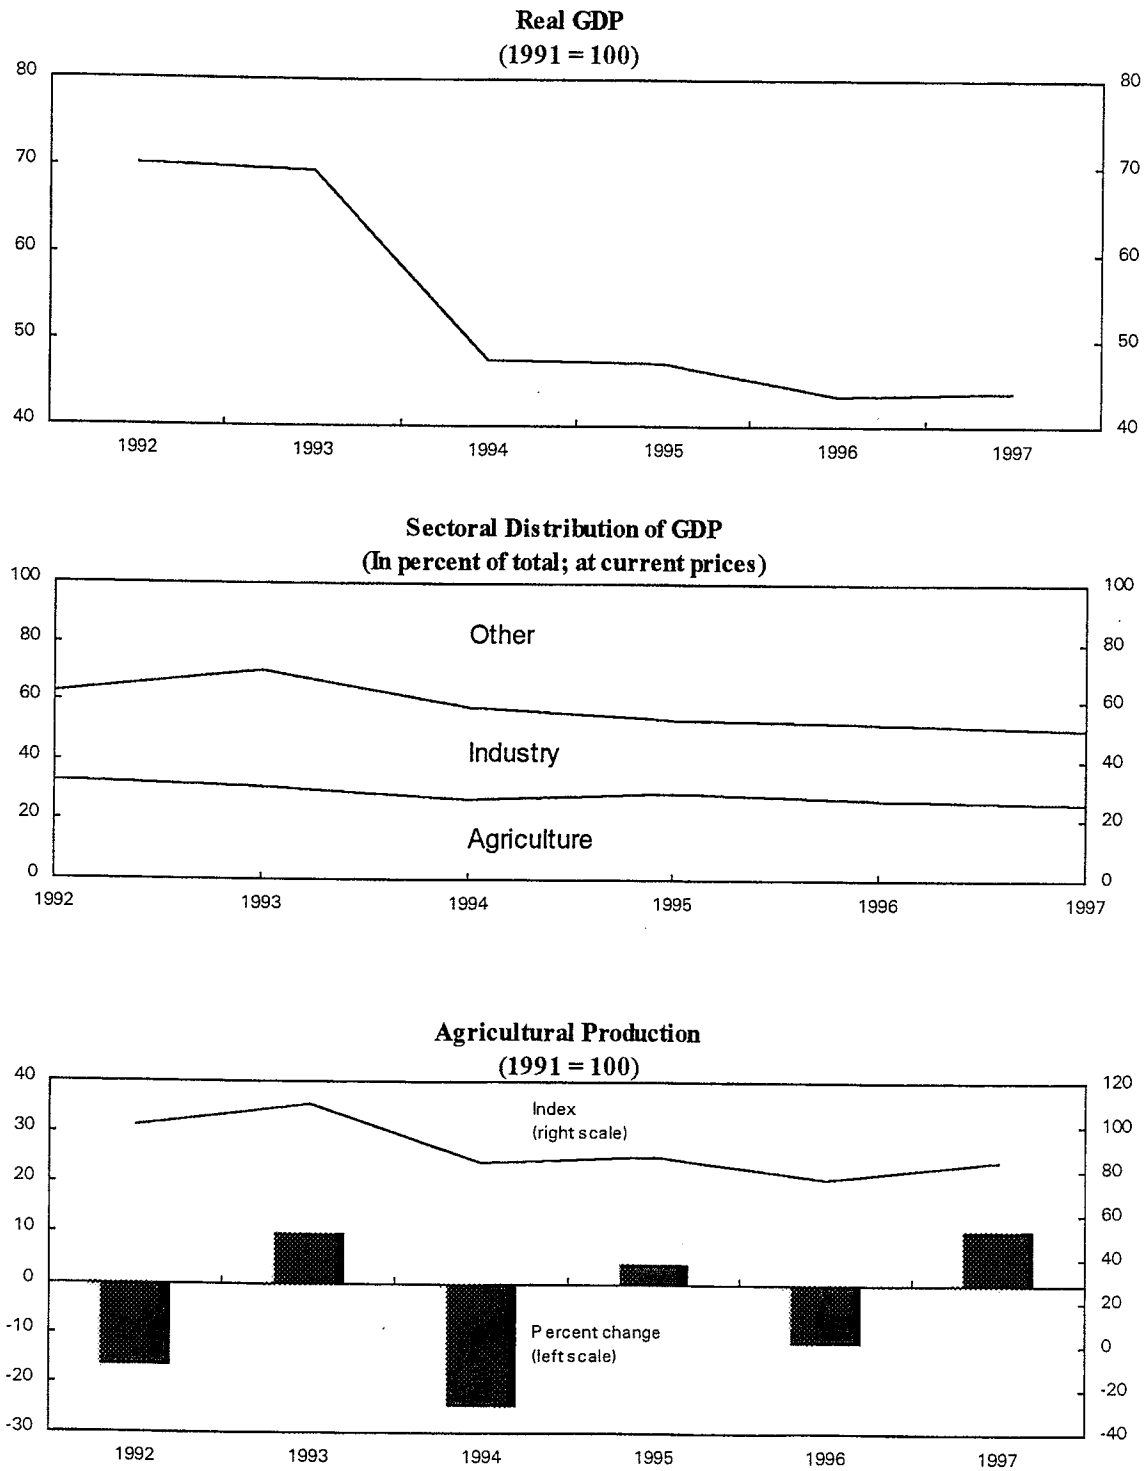 Real GDP
(1991 = 100)
80 80
70 70
60 60
50 50
40 40
1992 1993 1994 1995 1996 1997
Sectoral Distribution of GDP
(In percent of total; at current prices)
100 100
Other
80 80
60 60
Industry
40 40
20 20
Agriculture
0 0
1992 1993 1994 1995 1996 1997
Agricultural Production
(1991 = 100)
40 120
Index
30 100
(right scale)
20 80
10 60
40
0
20
-10 Percent change
0
(left scale)
-20 -20
-30 -40
1992 1993 1994 1995 1996 1997